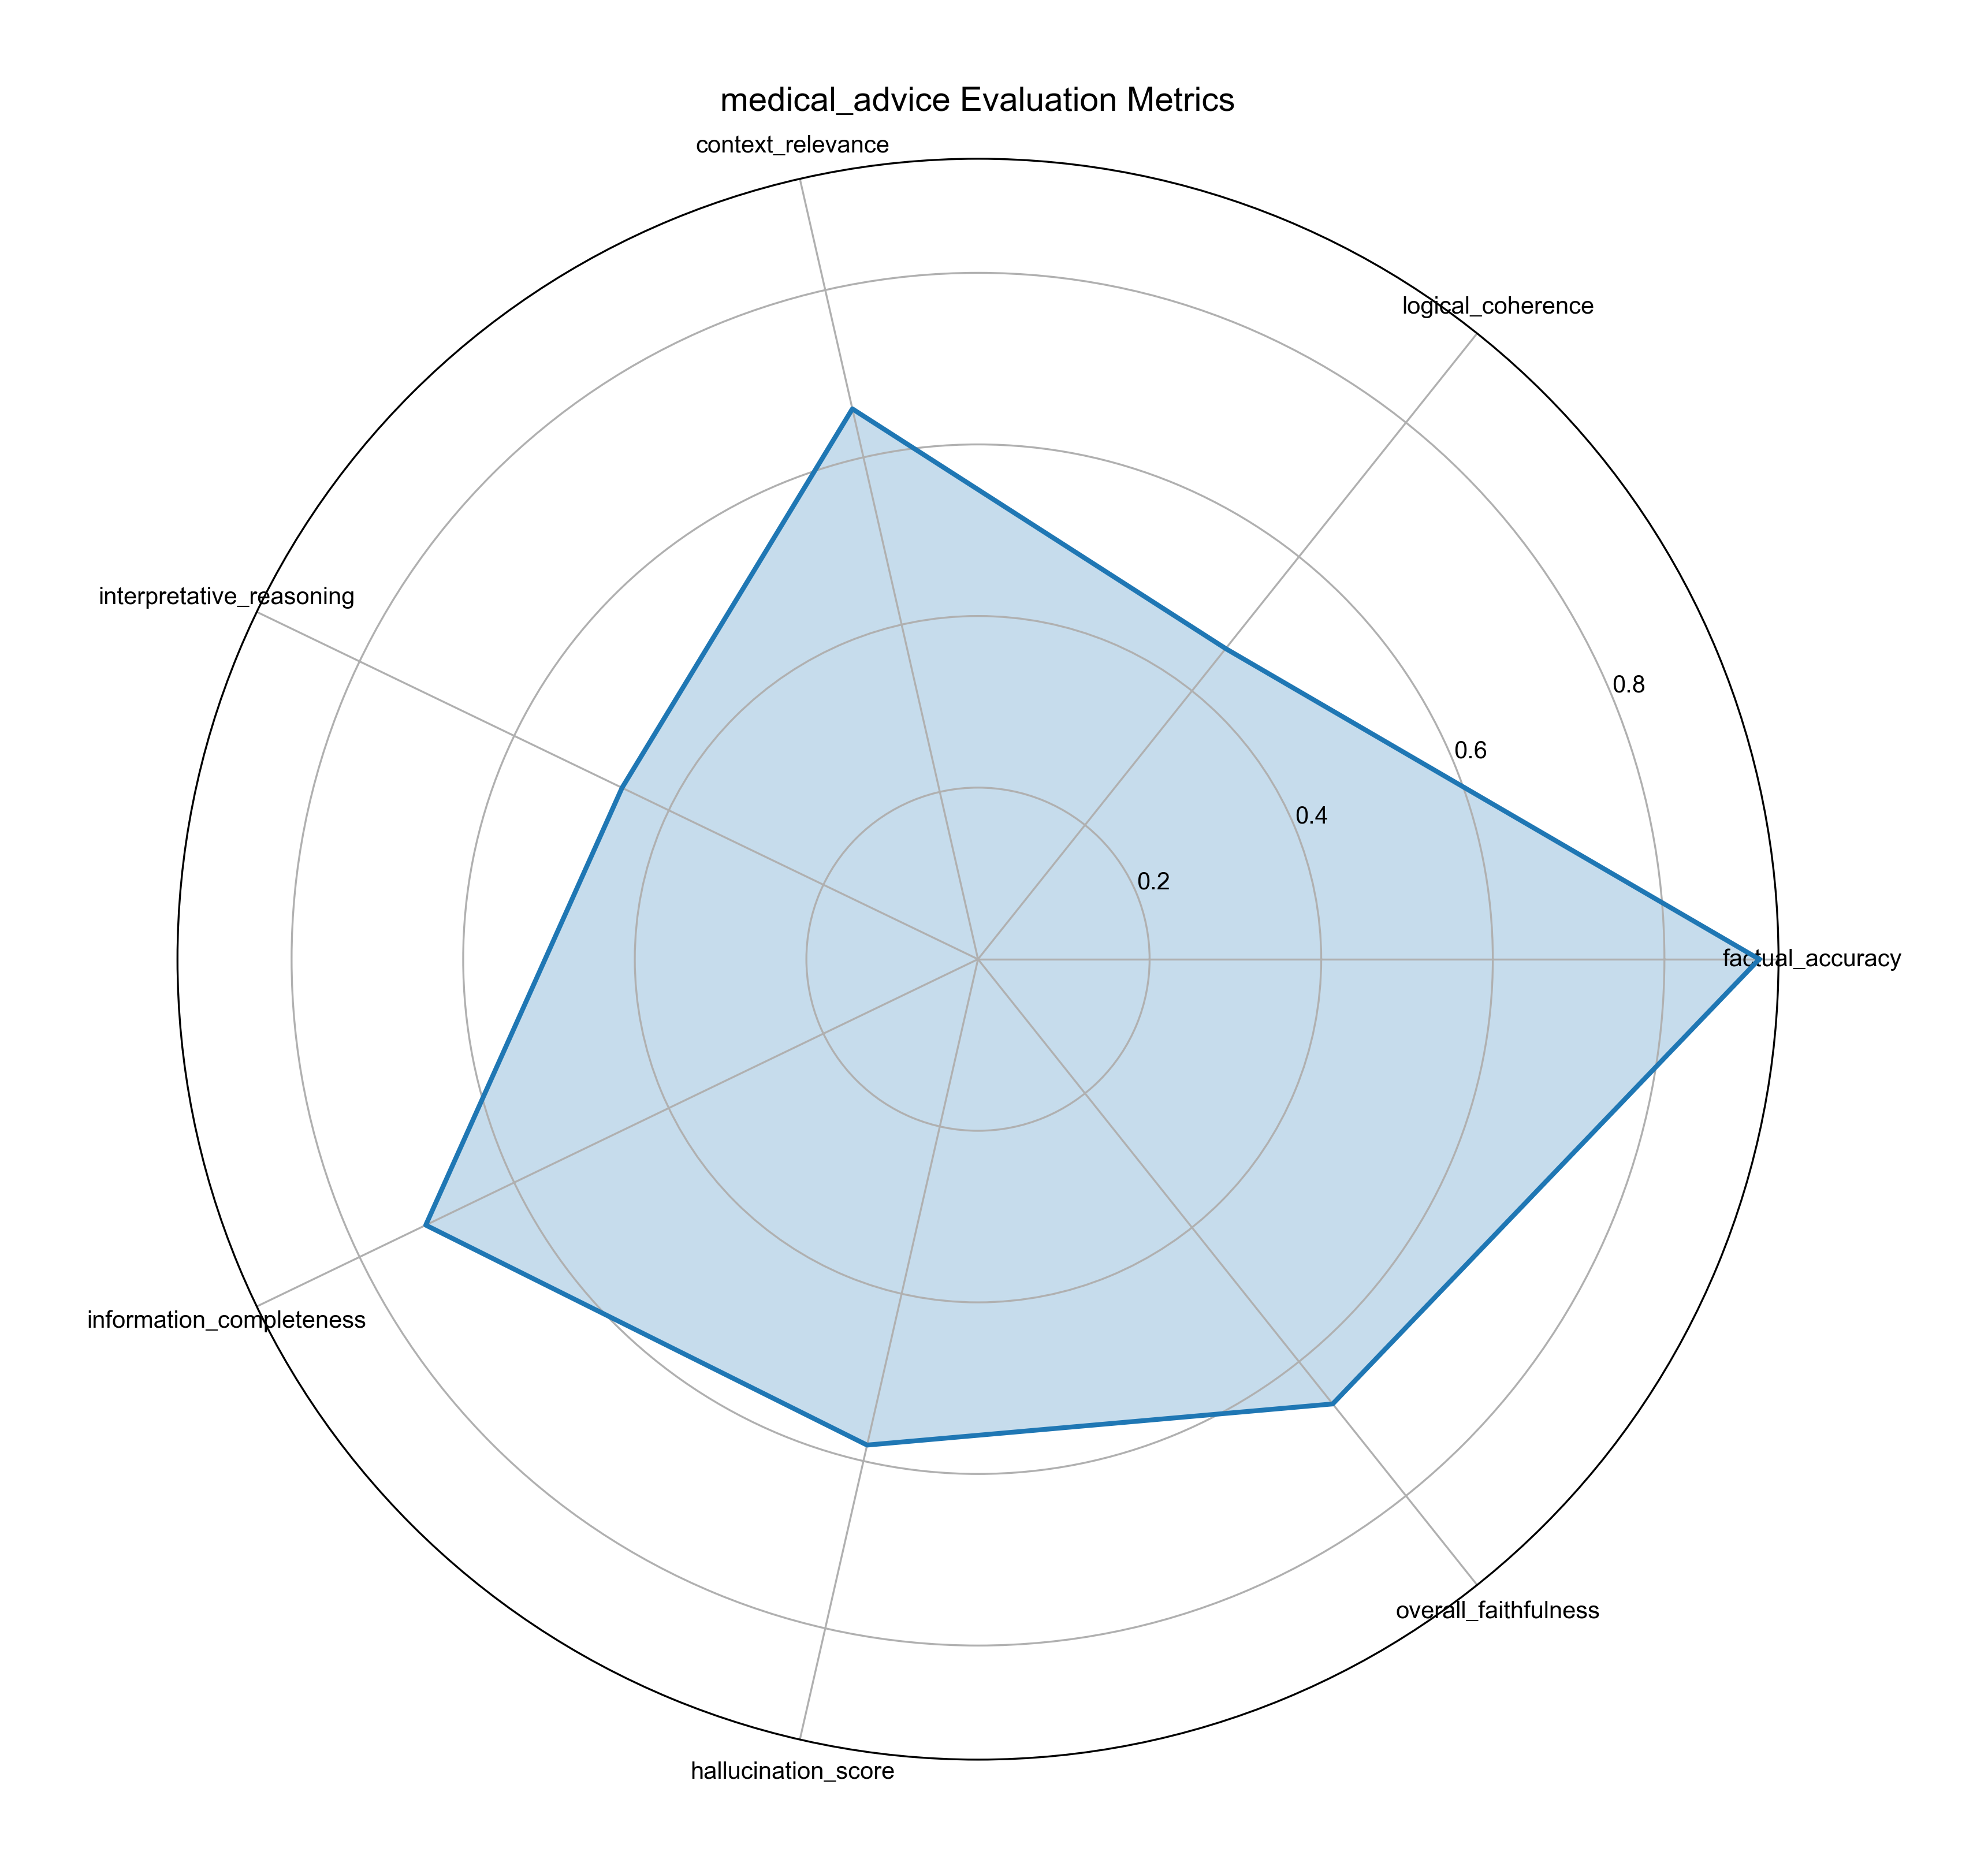 medical_advice Evaluation Metrics
context_relevance
logical_coherence
interpretative_reasoning
0.8
0.6
0.4
0.2
factual_accuracy
information_completeness
overall_faithfulness
hallucination_score